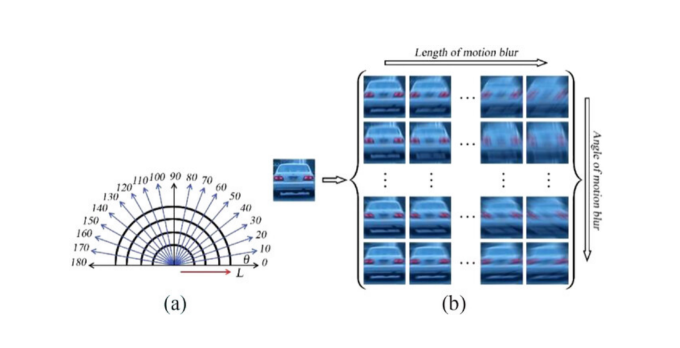 Length of motion blur
Angle of motion blur
180 170 160 150 140 130 120 110 100 90 80 70 60 50 40 30 20 10 0
θ
L
(a)
(b)